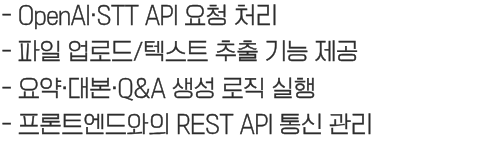 - OpenAI·STT API 요청 처리
- 파일 업로드/텍스트 추출 기능 제공
- 요약·대본·Q&A 생성 로직 실행
- 프론트엔드와의 REST API 통신 관리